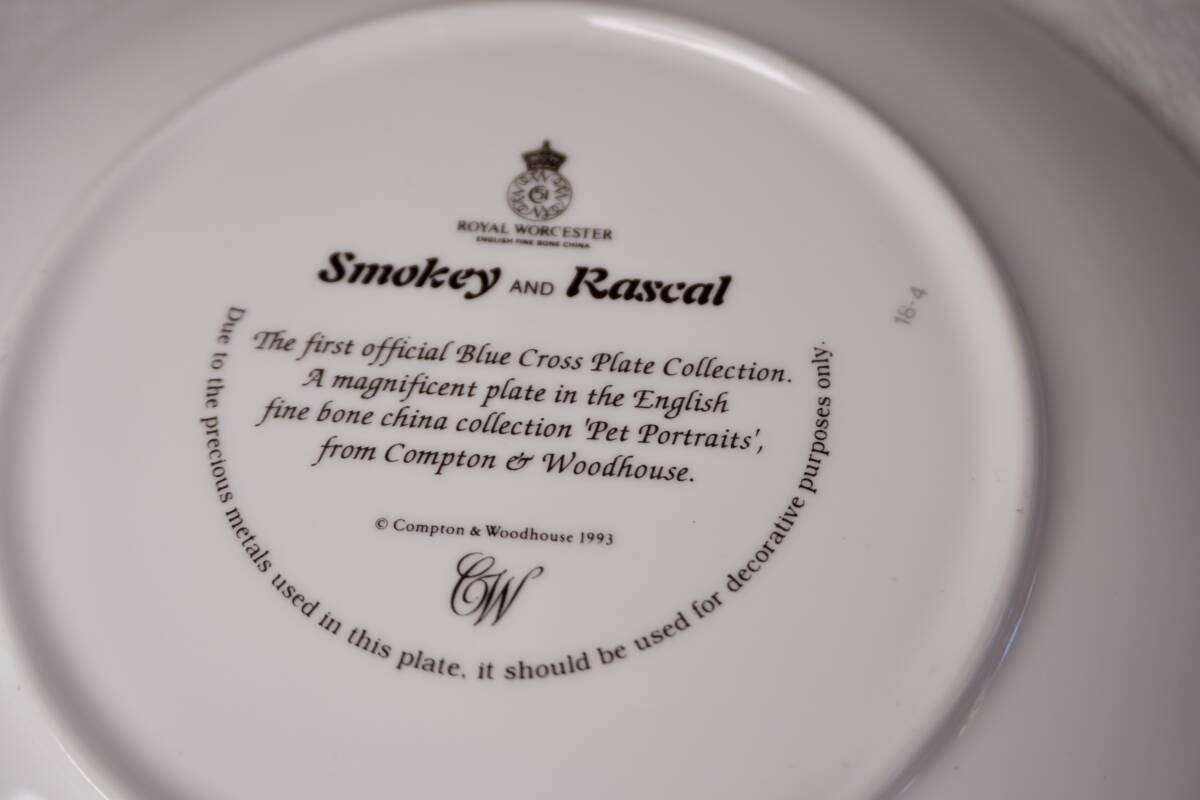 ROYAL WORCESTER
ENGLISH FINE BONE CHINA
Smokey AND Rascal
The first official Blue Cross Plate Collection.
A magnificent plate in the English
fine bone china collection 'Pet Portraits',
from Compton & Woodhouse.
© Compton & Woodhouse 1993
CW
Due to the precious metals used in this plate, it should be used for decorative purposes only.
18·4